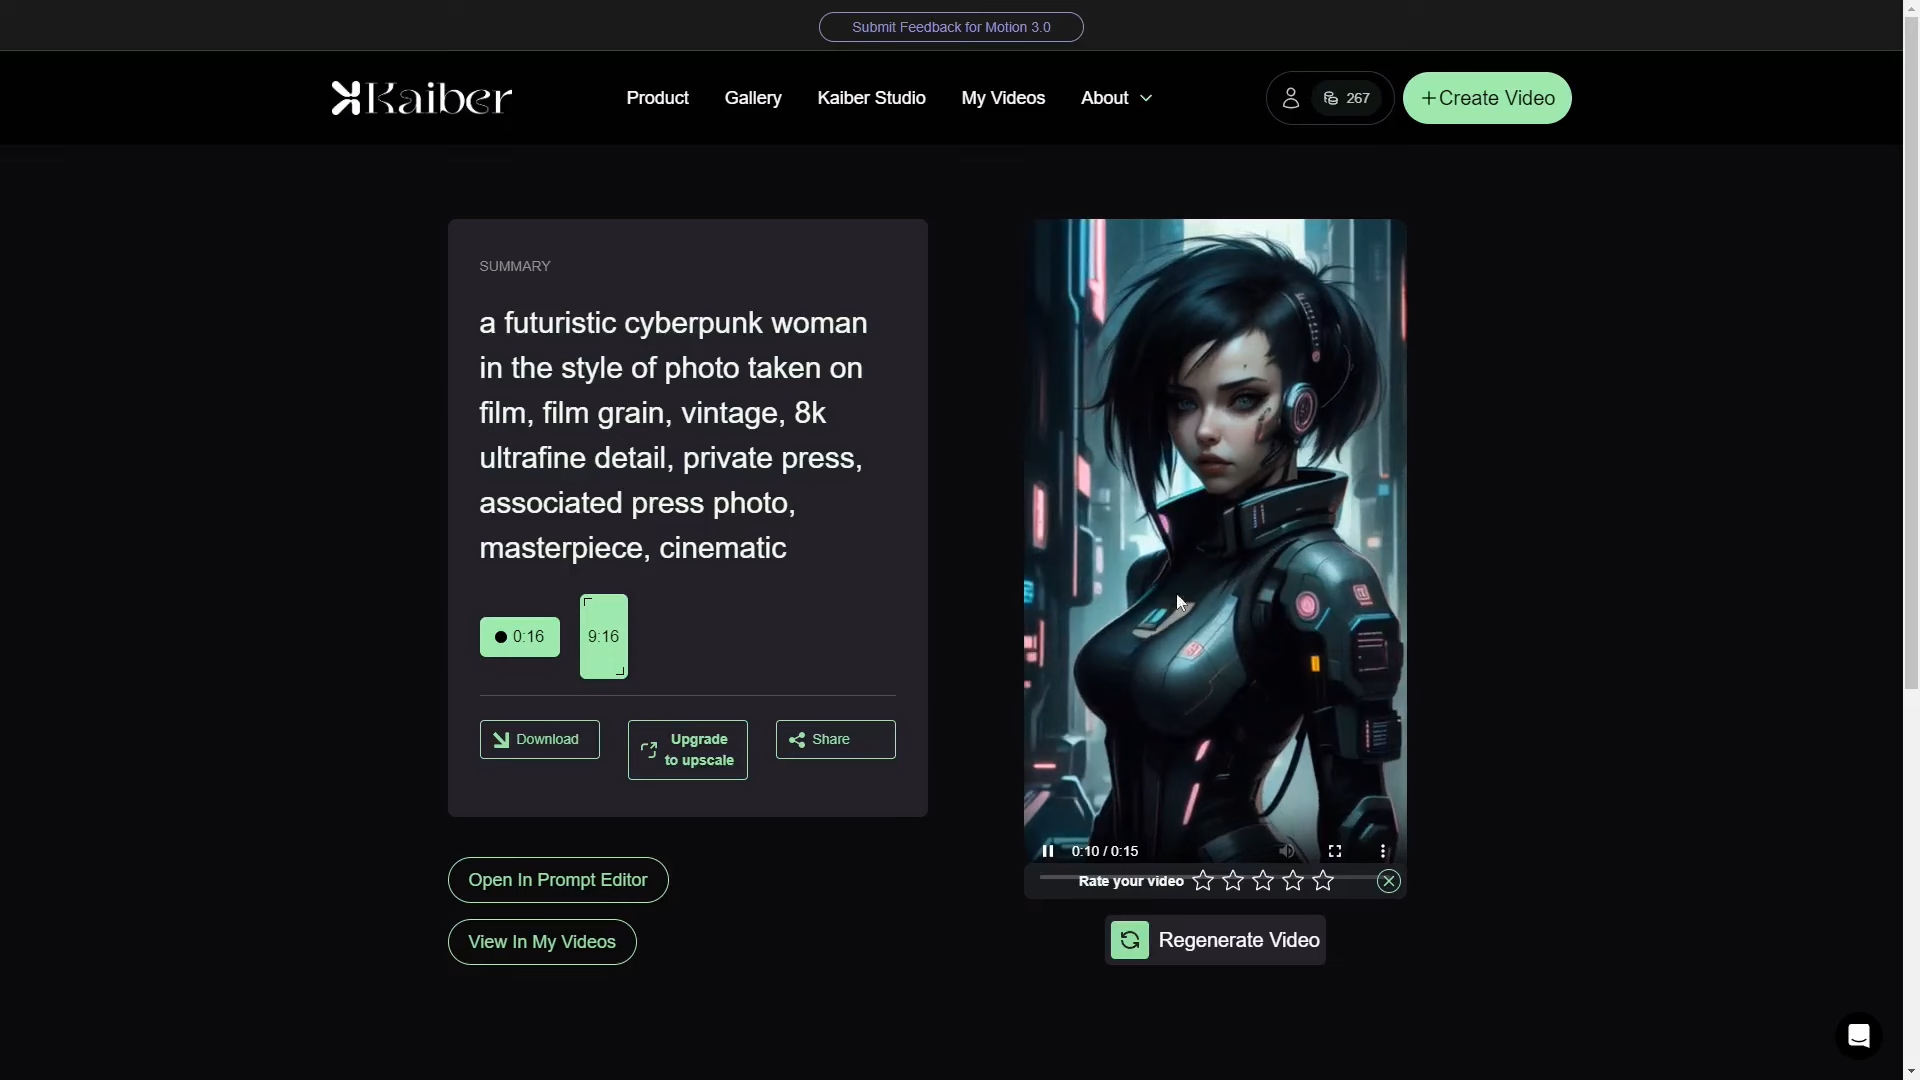 Submit Feedback for Motion 3.0
Kaiber
Product
Gallery
Kaiber Studio
My Videos
About
267
+Create Video
SUMMARY
a futuristic cyberpunk woman
in the style of photo taken on
film, film grain, vintage, 8k
ultrafine detail, private press,
associated press photo,
masterpiece, cinematic
0:16
9:16
Download
Upgrade
to upscale
Share
Open In Prompt Editor
View In My Videos
0:10 / 0:15
Rate your video
Regenerate Video